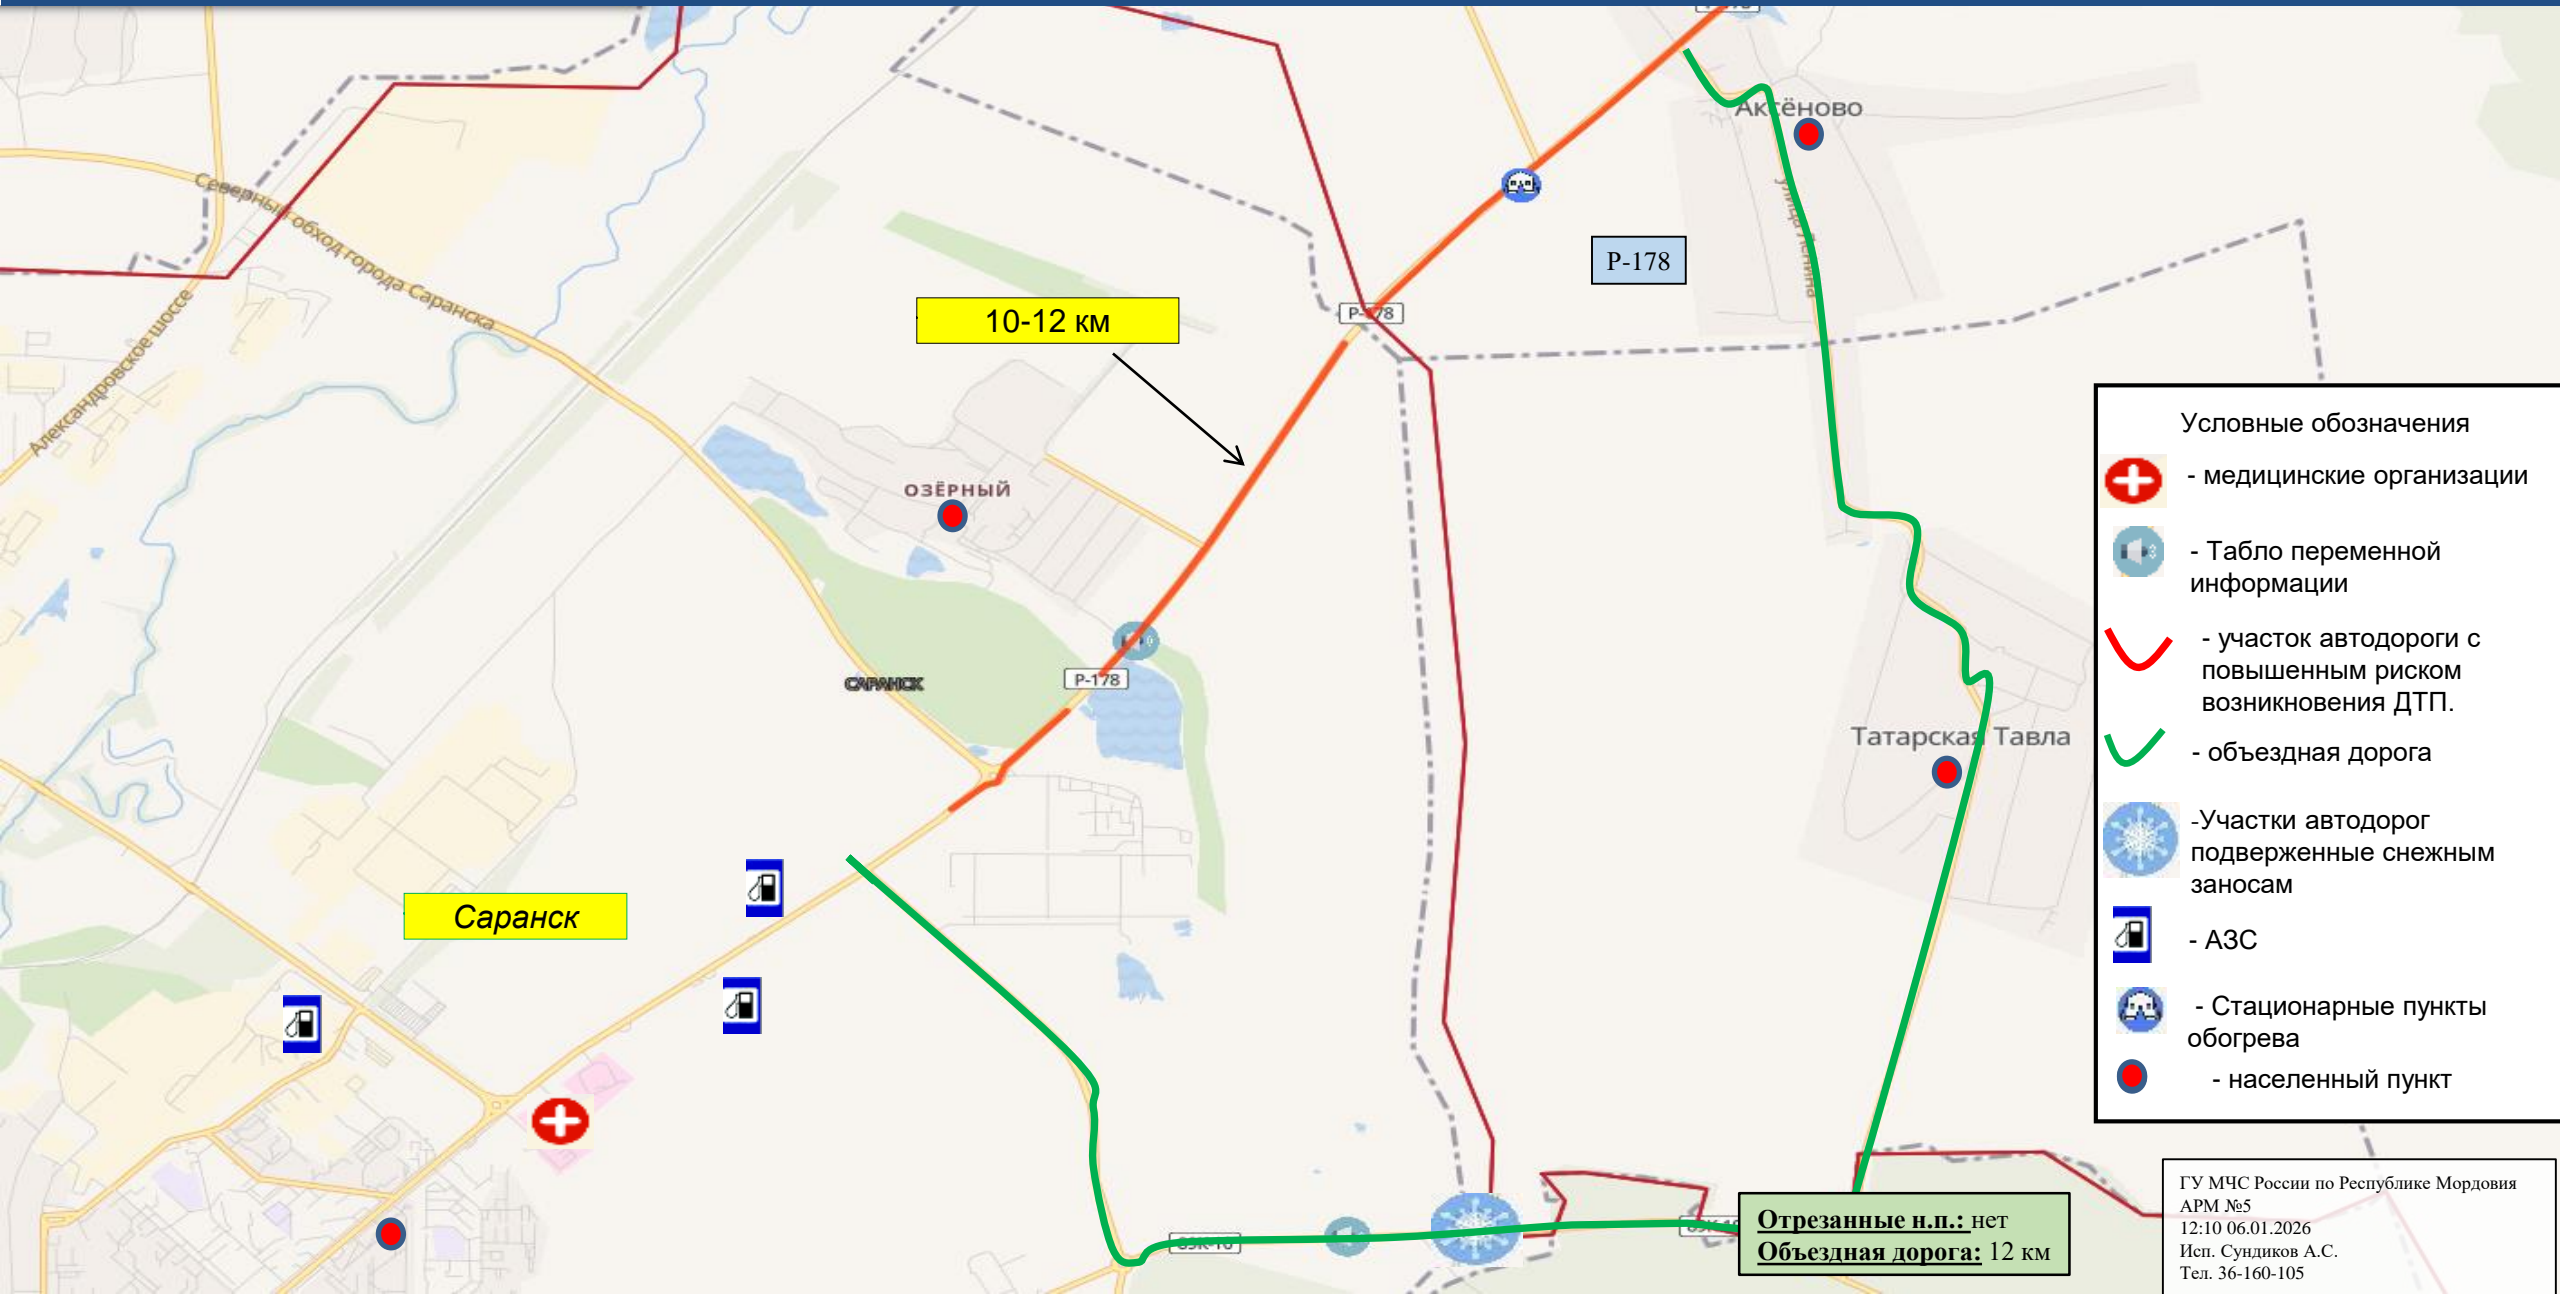 Р-178
Аксёново
улица Ленина
Северный обход города Саранска
Александровское шоссе
Р-178
10-12 км
ОЗЁРНЫЙ
САРАНСК
Р-178
Татарская Тавла
Саранск
Условные обозначения
- медицинские организации
- Табло переменной
информации
- участок автодороги с
повышенным риском
возникновения ДТП.
- объездная дорога
-Участки автодорог
подверженные снежным
заносам
- АЗС
- Стационарные пункты
обогрева
- населенный пункт
Отрезанные н.п.: нет
Объездная дорога: 12 км
ГУ МЧС России по Республике Мордовия
АРМ №5
12:10 06.01.2026
Исп. Сундиков А.С.
Тел. 36-160-105